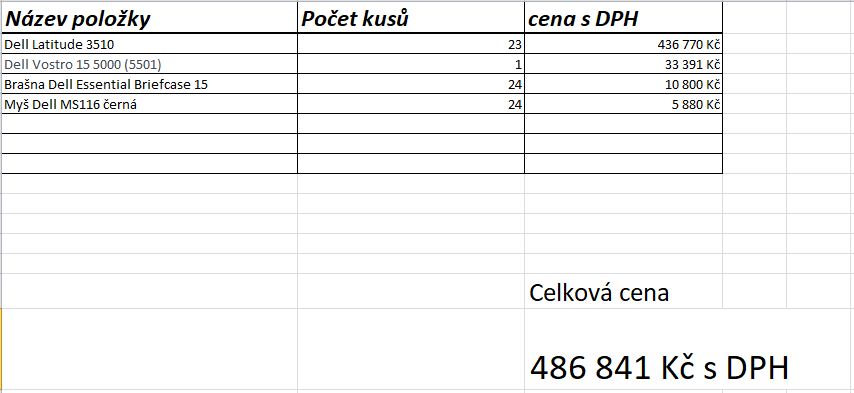 Název položky Počet kusů cena s DPH
Dell Latitude 3510 23 436 770 Kč
Dell Vostro 15 5000 (5501) 1 33 391 Kč
Brašna Dell Essential Briefcase 15 24 10 800 Kč
Myš Dell MS116 černá 24 5 880 Kč
Celková cena
486 841 Kč s DPH